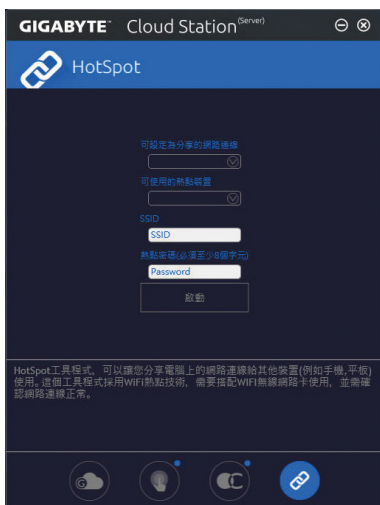 GIGABYTE™ Cloud Station(Server)
HotSpot
可設定為分享的網路連線
可使用的熱點裝置
SSID
SSID
熱點密碼(必須至少8個字元)
Password
啟動
HotSpot工具程式, 可以讓您分享電腦上的網路連線給其他裝置(例如手機,平板)
使用。這個工具程式採用WiFi熱點技術, 需要搭配WIFI無線網路卡使用, 並需確
認網路連線正常。